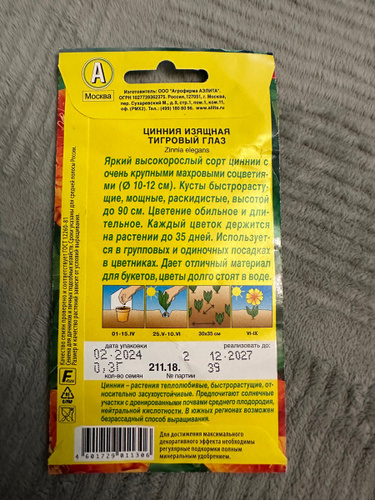 А
Москва
Изготовитель: ООО "Агрофирма АЭЛИТА",
ЦИННИЯ ИЗЯЩНАЯ
ТИГРОВЫЙ ГЛАЗ
Zinnia elegans
Яркий высокорослый сорт циннии с
очень крупными махровыми соцветия-
ми (Ø 10-12 см). Кусты быстрорасту-
щие, мощные, раскидистые, высотой
до 90 см. Цветение обильное и дли-
тельное. Каждый цветок держится
на растении до 35 дней. Использует-
ся в групповых и одиночных посадках
в цветниках. Дает отличный материал
для букетов, цветы долго стоят в воде.
01-15.IV 25.V-10.VI 30x35 см VI-IX
дата упаковки реализовать до:
02.2024 2 12.2027
0,3Г 211.18. 39
кол-во семян № партии
Циннии – растения теплолюбивые, быстрорастущие, от-
носительно засухоустойчивые. Предпочитают солнечные
участки с дренированными почвами среднего плодородия,
нейтральной кислотности. В южных регионах возможен
безрассадный способ выращивания.
Для достижения максимального
декоративного эффекта необходимы
регулярные подкормки полным
минеральным удобрением.
4 601729 811306